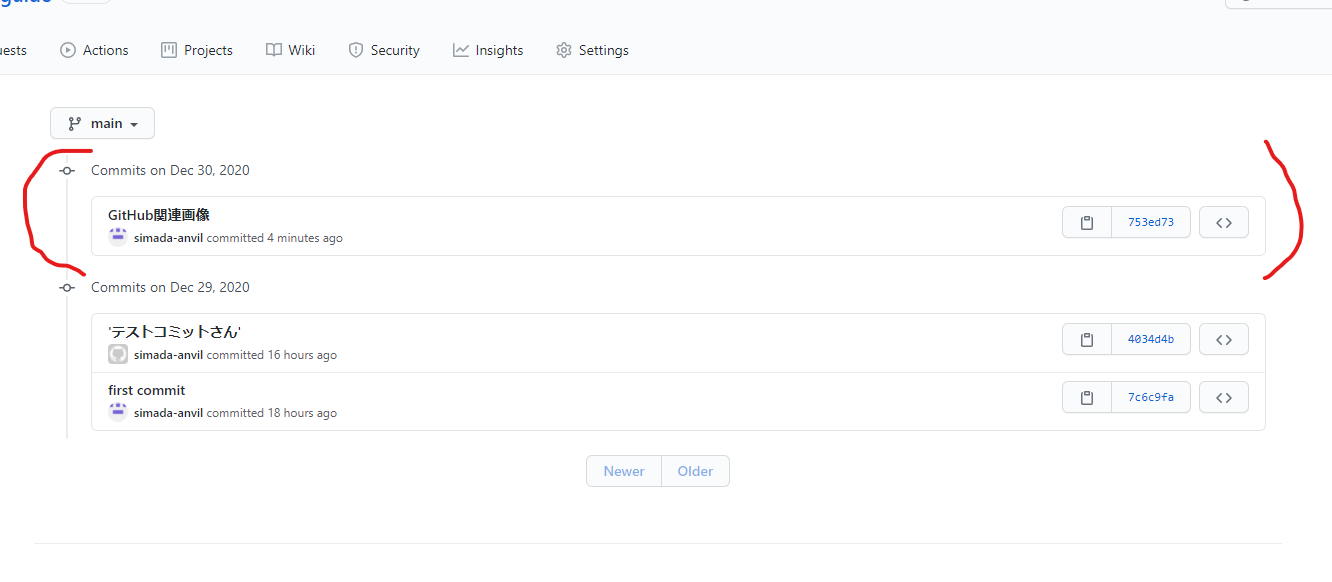 guide
Actions Projects Wiki Security Insights Settings
main
Commits on Dec 30, 2020
GitHub関連画像
753ed73
simada-anvil committed 4 minutes ago
Commits on Dec 29, 2020
'テストコミットさん'
4034d4b
simada-anvil committed 16 hours ago
first commit
7c6c9fa
simada-anvil committed 18 hours ago
Newer Older